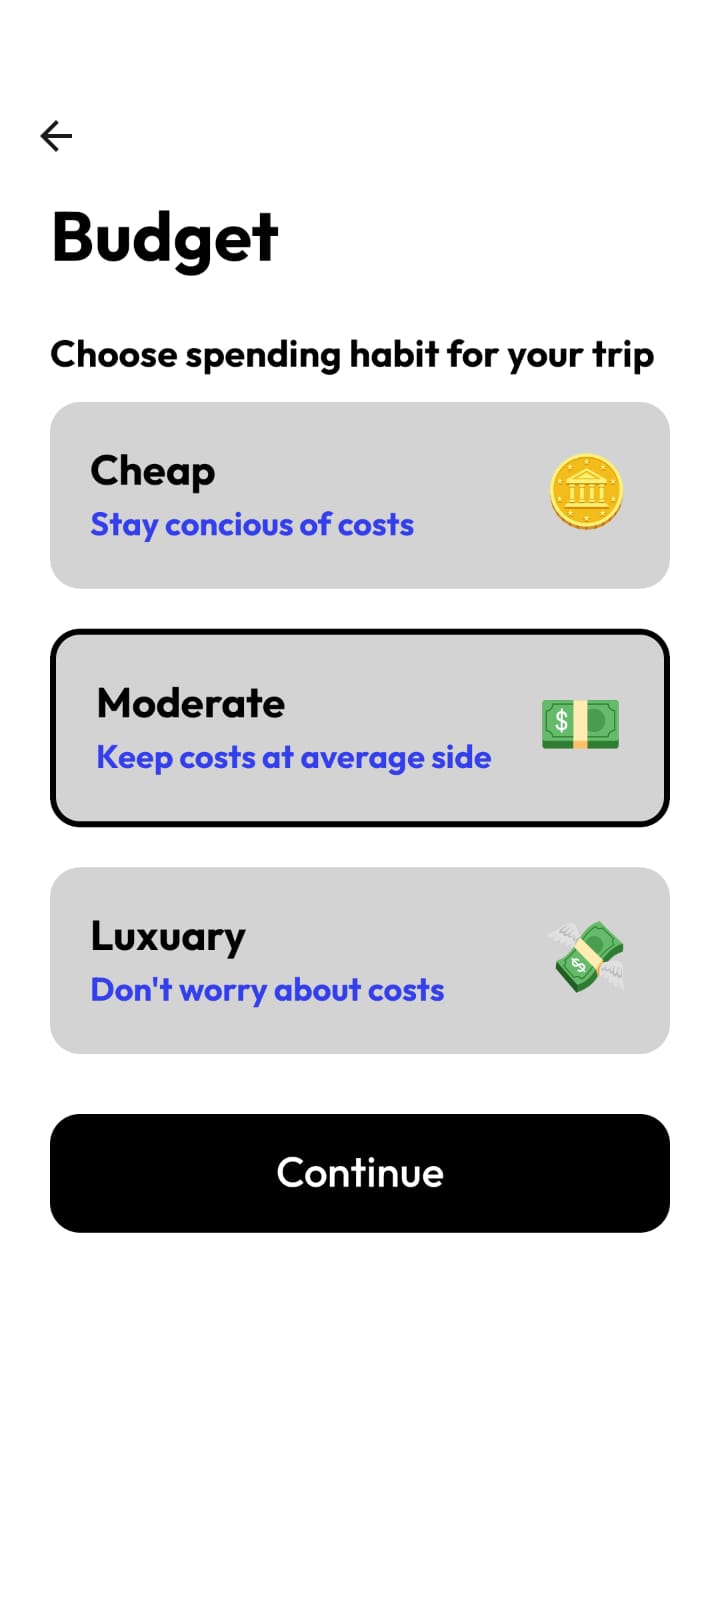 Budget
Choose spending habit for your trip
Cheap
Stay concious of costs
Moderate
Keep costs at average side
Luxuary
Don't worry about costs
Continue